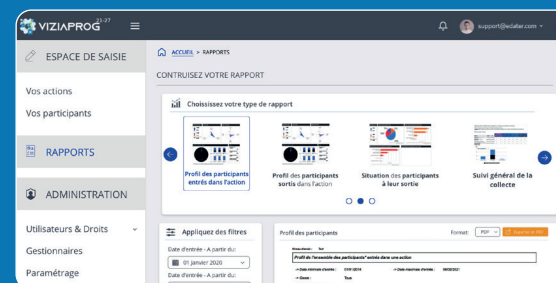 VIZIAPROG 21-27
support@edater.com
ESPACE DE SAISIE
Vos actions
Vos participants
RAPPORTS
ADMINISTRATION
Utilisateurs & Droits
Gestionnaires
Paramétrage
ACCUEIL > RAPPORTS
CONTRUISEZ VOTRE RAPPORT
Choississez votre type de rapport
Profil des participants
entrés dans l'action
Profil des participants
sortis dans l'action
Situation des participants
à leur sortie
Suivi général de la
collecte
Appliquez des filtres
Date d'entrée - A partir du:
01 Janvier 2020
Date d'entrée - A partir du:
Profil des participants
Format:
PDF
Profil de l'ensemble des participants* entrés dans une action